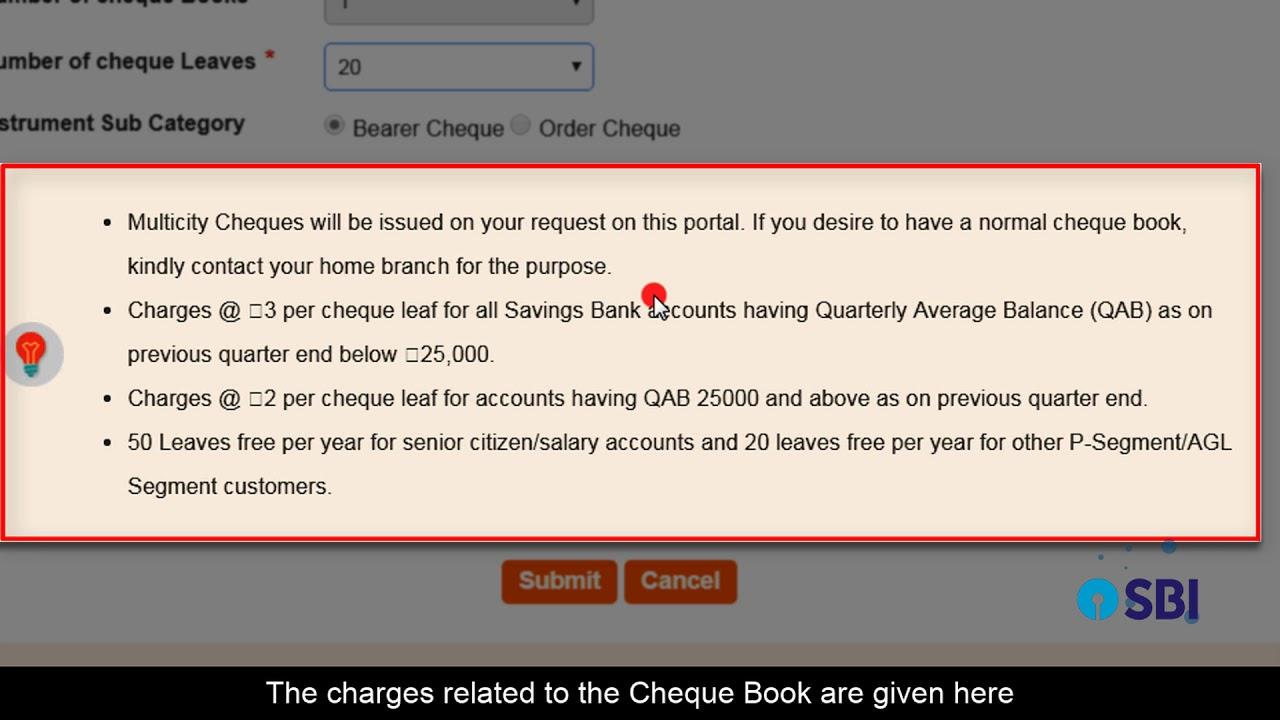 umber of cheque Books
1
umber of cheque Leaves *
20
strument Sub Category
Bearer Cheque Order Cheque
• Multicity Cheques will be issued on your request on this portal. If you desire to have a normal cheque book,
kindly contact your home branch for the purpose.
• Charges @ □3 per cheque leaf for all Savings Bank accounts having Quarterly Average Balance (QAB) as on
previous quarter end below □25,000.
• Charges @ □2 per cheque leaf for accounts having QAB 25000 and above as on previous quarter end.
• 50 Leaves free per year for senior citizen/salary accounts and 20 leaves free per year for other P-Segment/AGL
Segment customers.
Submit Cancel
SBI
The charges related to the Cheque Book are given here